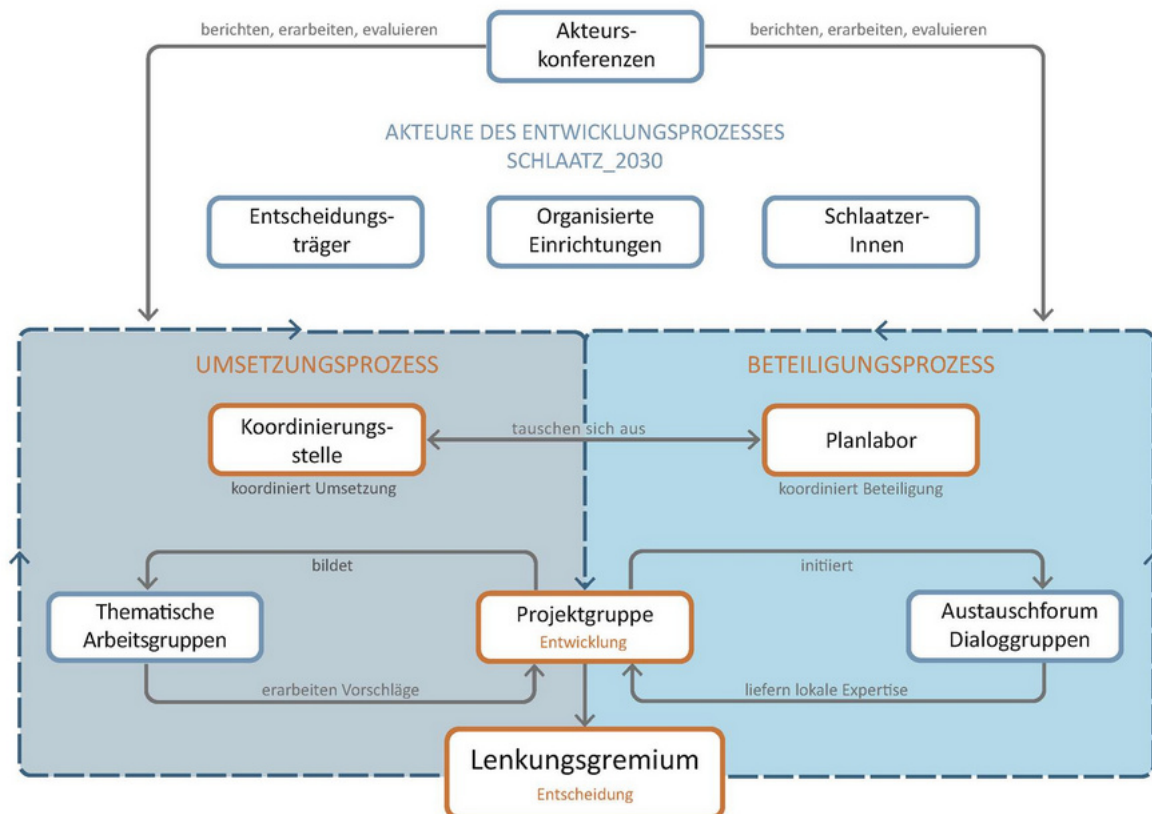 berichten, erarbeiten, evaluieren
Akteurs-
konferenzen
berichten, erarbeiten, evaluieren
AKTEURE DES ENTWICKLUNGSPROZESSES
SCHLAATZ_2030
Entscheidungs-
träger
Organisierte
Einrichtungen
Schlaatzer-
Innen
UMSETZUNGSPROZESS
BETEILIGUNGSPROZESS
Koordinierungs-
stelle
tauschen sich aus
Planlabor
koordiniert Umsetzung
koordiniert Beteiligung
bildet
initiiert
Thematische
Arbeitsgruppen
Projektgruppe
Entwicklung
Austauschforum
Dialoggruppen
erarbeiten Vorschläge
liefern lokale Expertise
Lenkungsgremium
Entscheidung